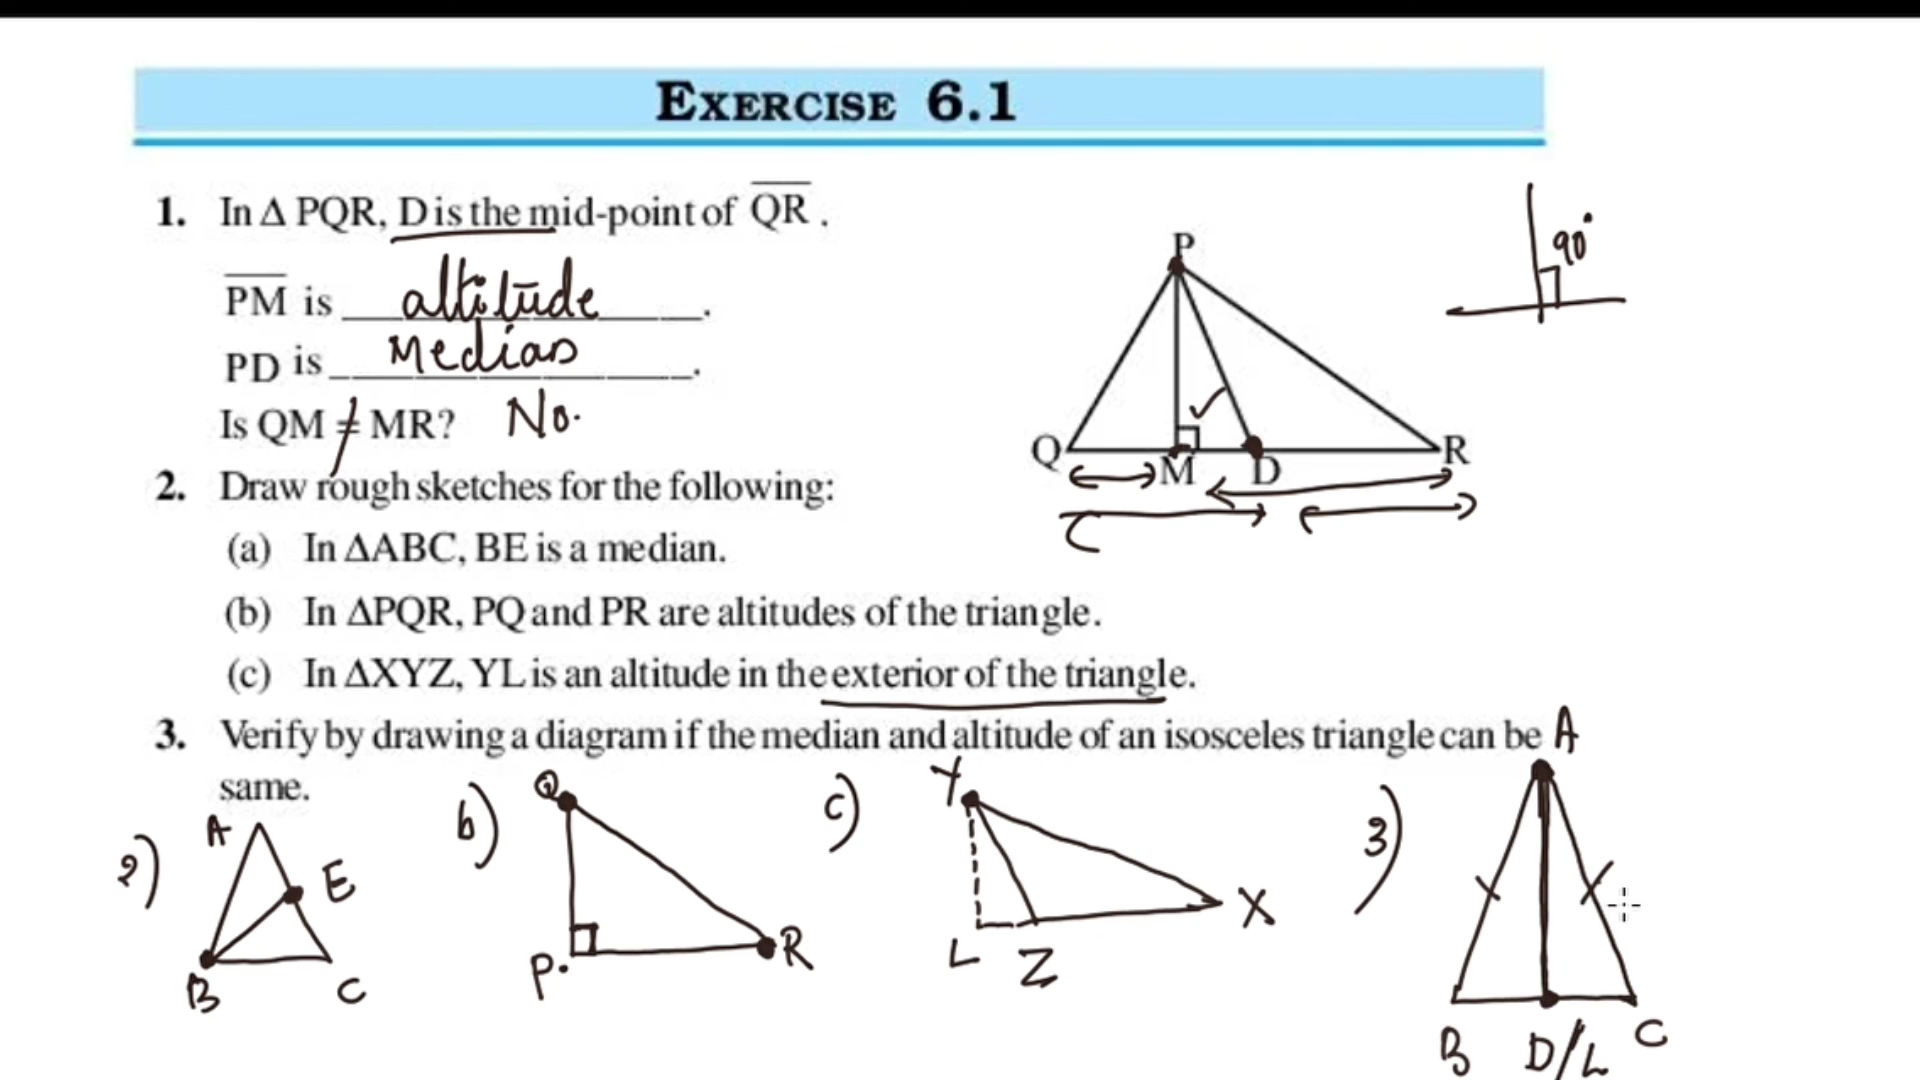 EXERCISE 6.1
1. In Δ PQR, D is the mid-point of QR .
PM is altitude .
PD is Median .
Is QM ≠ MR? No.
90°
P
Q M D R
2. Draw rough sketches for the following:
(a) In ΔABC, BE is a median.
(b) In ΔPQR, PQ and PR are altitudes of the triangle.
(c) In ΔXYZ, YL is an altitude in the exterior of the triangle.
3. Verify by drawing a diagram if the median and altitude of an isosceles triangle can be
same.
2) A E B C
b) Q P. R
c) Y X L Z
3) A B D/L C